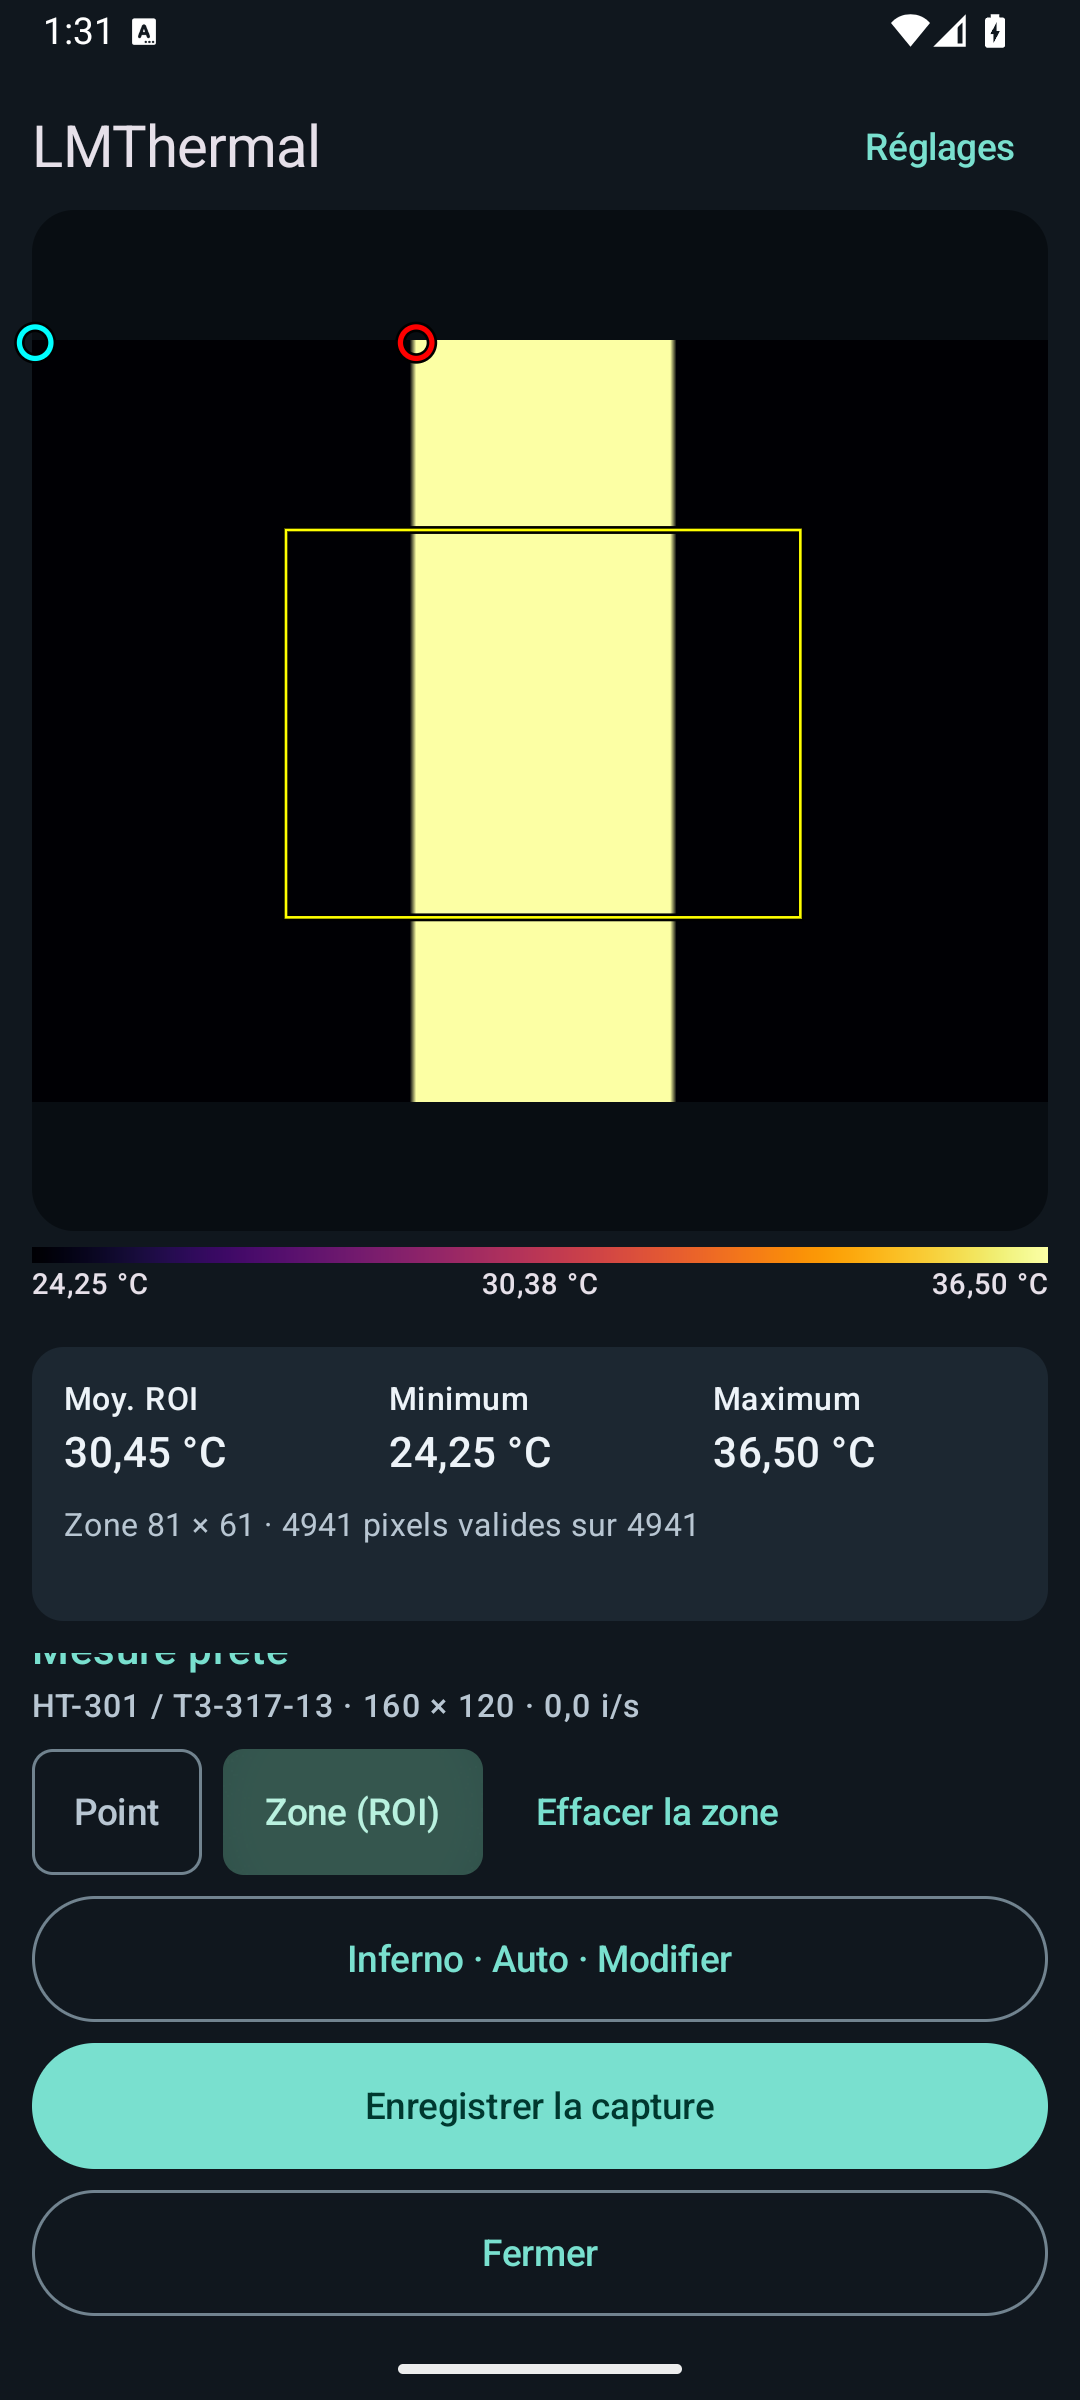 1:31
LMThermal
Réglages
24,25 °C 30,38 °C 36,50 °C
Moy. ROI Minimum Maximum
30,45 °C 24,25 °C 36,50 °C
Zone 81 × 61 · 4941 pixels valides sur 4941
Mesure prête
HT-301 / T3-317-13 · 160 × 120 · 0,0 i/s
Point Zone (ROI) Effacer la zone
Inferno · Auto · Modifier
Enregistrer la capture
Fermer